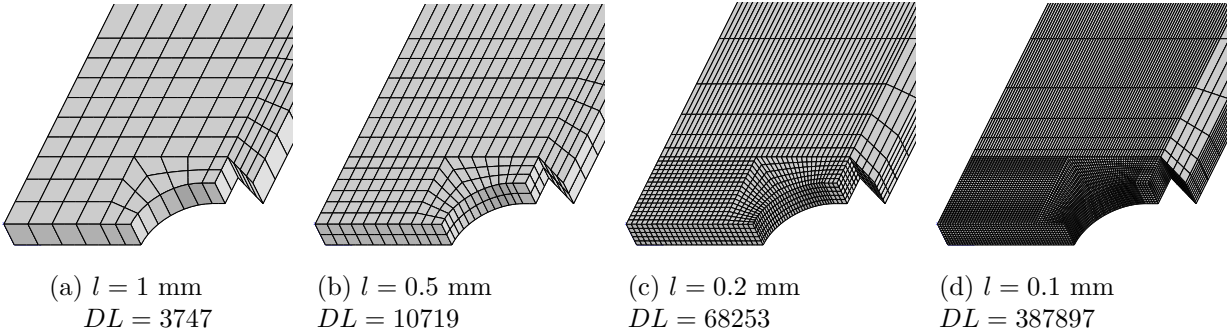 (a) l = 1 mm
DL = 3747
(b) l = 0.5 mm
DL = 10719
(c) l = 0.2 mm
DL = 68253
(d) l = 0.1 mm
DL = 387897